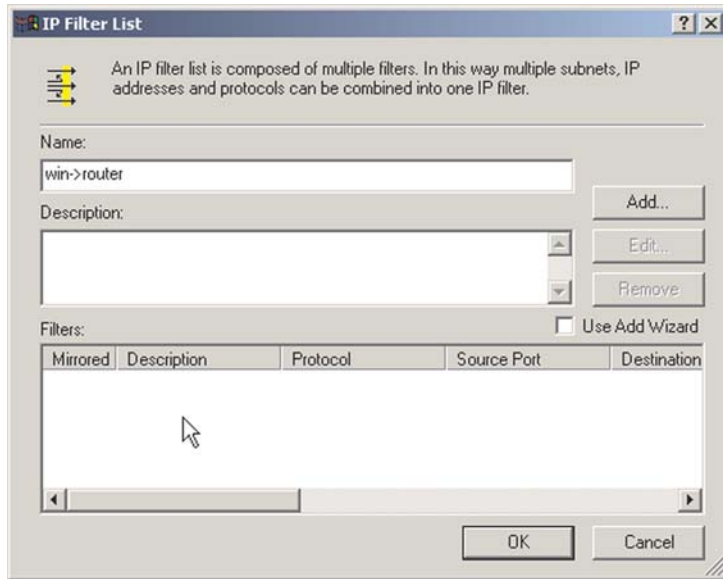 IP Filter List
An IP filter list is composed of multiple filters. In this way multiple subnets, IP
addresses and protocols can be combined into one IP filter.
Name:
win->router
Add...
Description:
Edit...
Remove
Filters:
Use Add Wizard
Mirrored Description Protocol Source Port Destination
OK Cancel